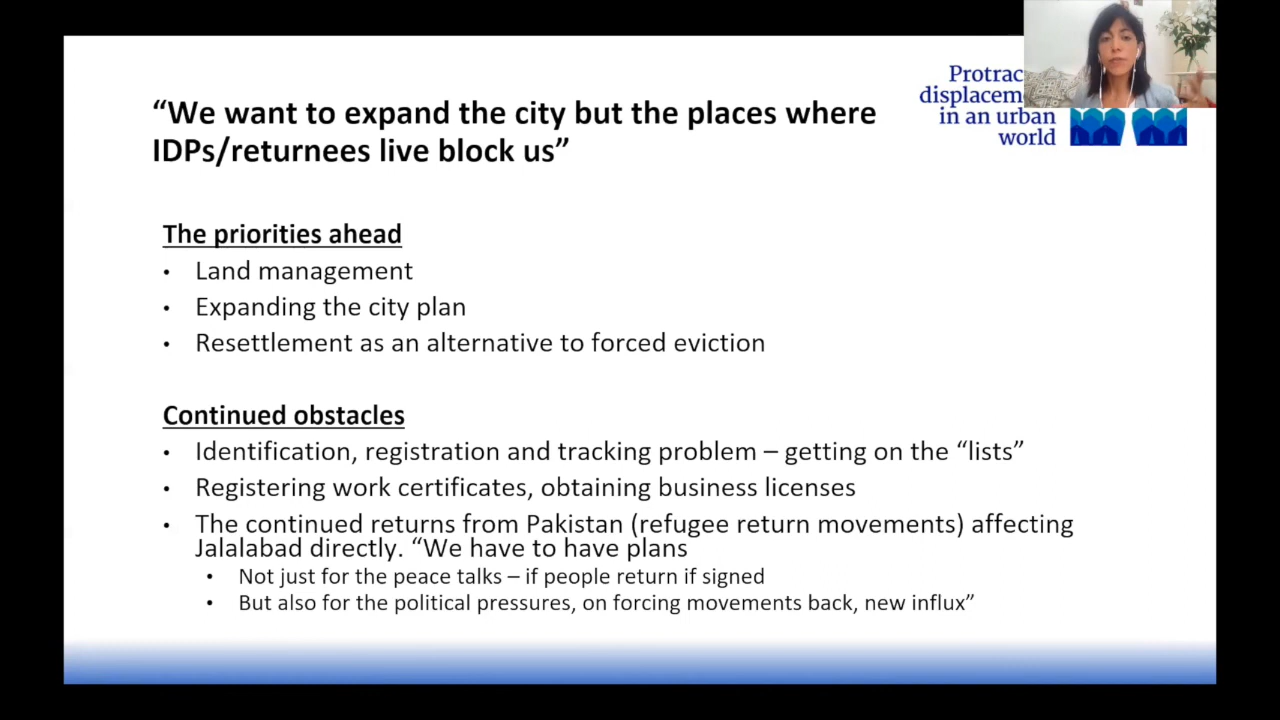 “We want to expand the city but the places where
IDPs/returnees live block us”
Protrac
displacem
in an urban
world
The priorities ahead
• Land management
• Expanding the city plan
• Resettlement as an alternative to forced eviction
Continued obstacles
• Identification, registration and tracking problem – getting on the “lists”
• Registering work certificates, obtaining business licenses
• The continued returns from Pakistan (refugee return movements) affecting
Jalalabad directly. “We have to have plans
• Not just for the peace talks – if people return if signed
• But also for the political pressures, on forcing movements back, new influx”